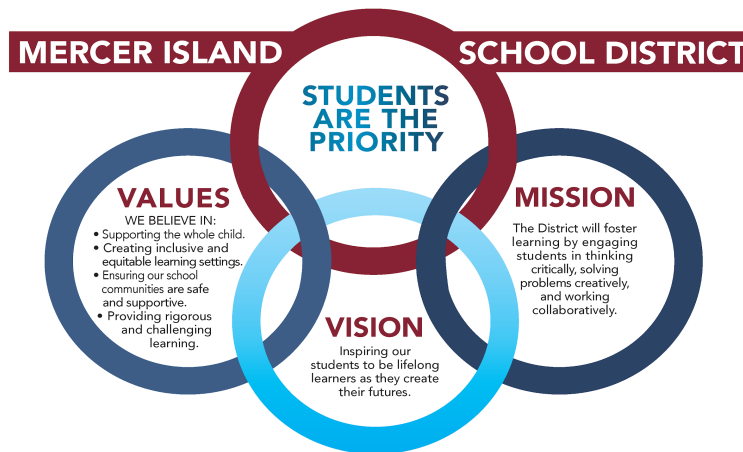 MERCER ISLAND
SCHOOL DISTRICT
STUDENTS
ARE THE
PRIORITY
VALUES
WE BELIEVE IN:
• Supporting the whole child.
• Creating inclusive and
equitable learning settings.
• Ensuring our school
communities are safe
and supportive.
• Providing rigorous
and challenging
learning.
MISSION
The District will foster
learning by engaging
students in thinking
critically, solving
problems creatively,
and working
collaboratively.
VISION
Inspiring our
students to be lifelong
learners as they create
their futures.